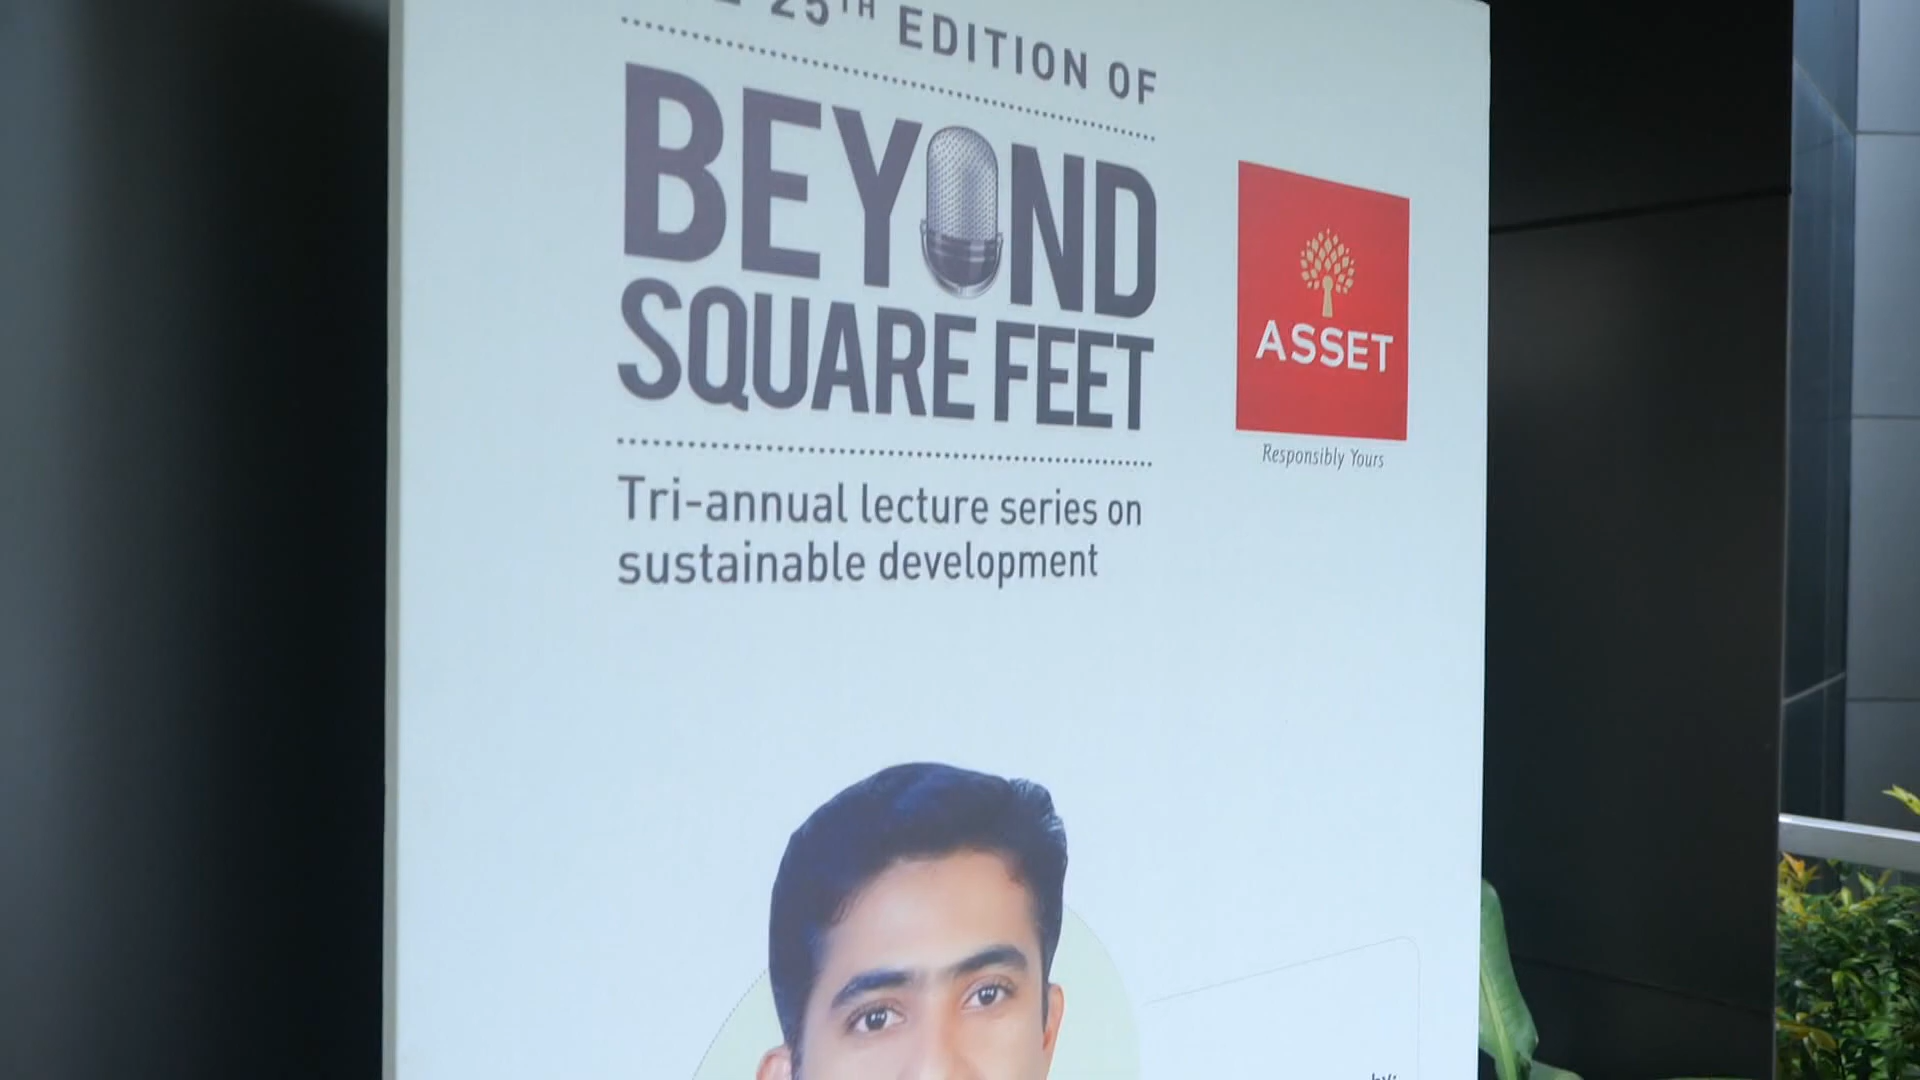 25TH EDITION OF
BEYOND
SQUARE FEET
Tri-annual lecture series on
sustainable development
ASSET
Responsibly Yours